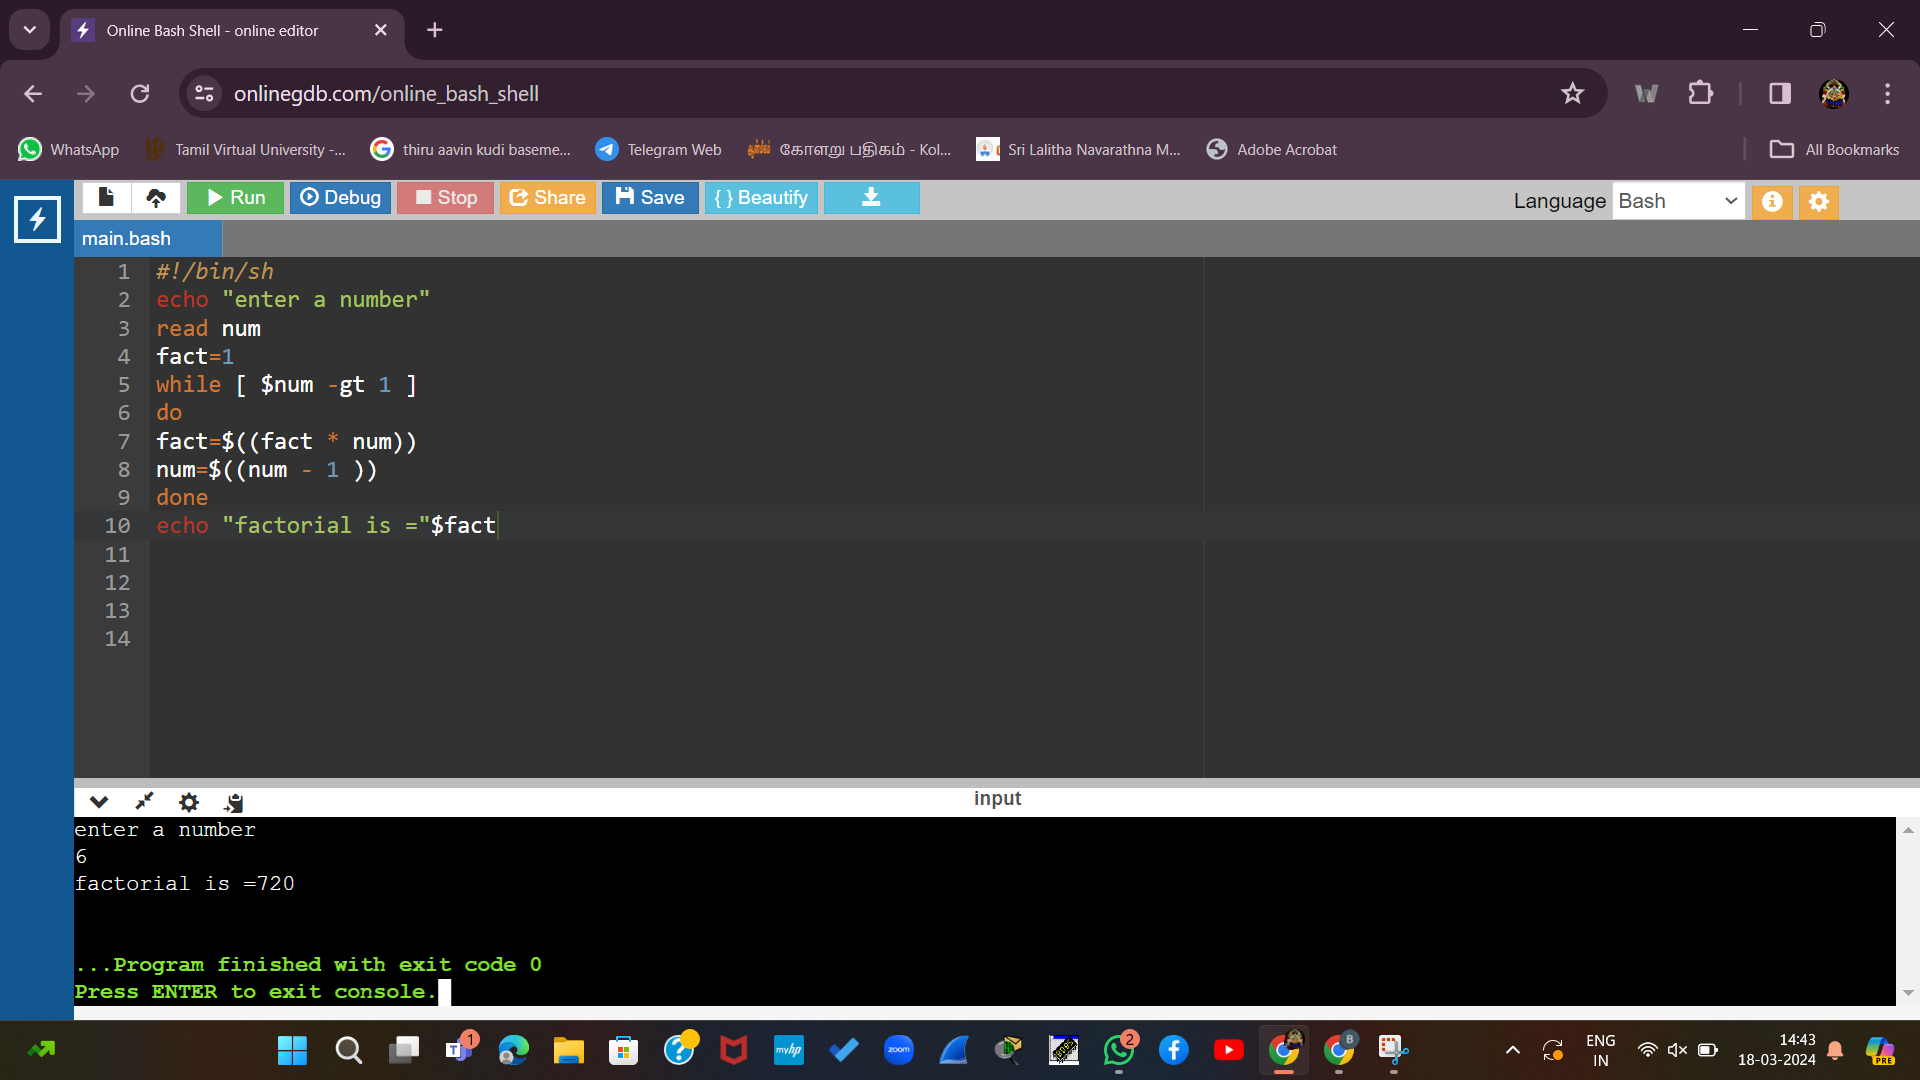 Online Bash Shell - online editor
onlinegdb.com/online_bash_shell
W
WhatsApp
Tamil Virtual University -...
thiru aavin kudi baseme...
Telegram Web
கோளறு பதிகம் - Kol...
Sri Lalitha Navarathna M...
Adobe Acrobat
All Bookmarks
Run
Debug
Stop
Share
Save
{ } Beautify
Language
Bash
main.bash
1 #!/bin/sh
2 echo "enter a number"
3 read num
4 fact=1
5 while [ $num -gt 1 ]
6 do
7 fact=$((fact * num))
8 num=$((num - 1 ))
9 done
10 echo "factorial is ="$fact
11
12
13
14
input
enter a number
6
factorial is =720
...Program finished with exit code 0
Press ENTER to exit console.
1
myhp
zoom
2
B
ENG
IN
14:43
18-03-2024
PRE